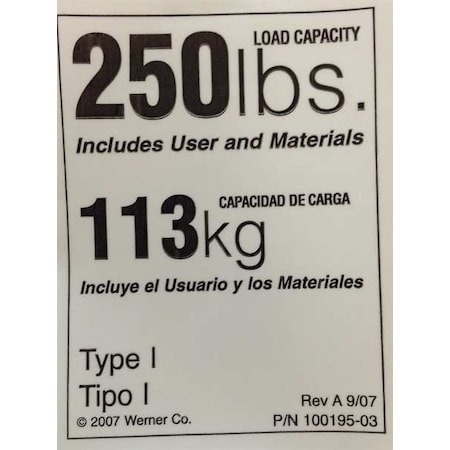 LOAD CAPACITY
250lbs.
Includes User and Materials
CAPACIDAD DE CARGA
113kg
Incluye el Usuario y los Materiales
Type I
Tipo I
Rev A 9/07
© 2007 Werner Co. P/N 100195-03